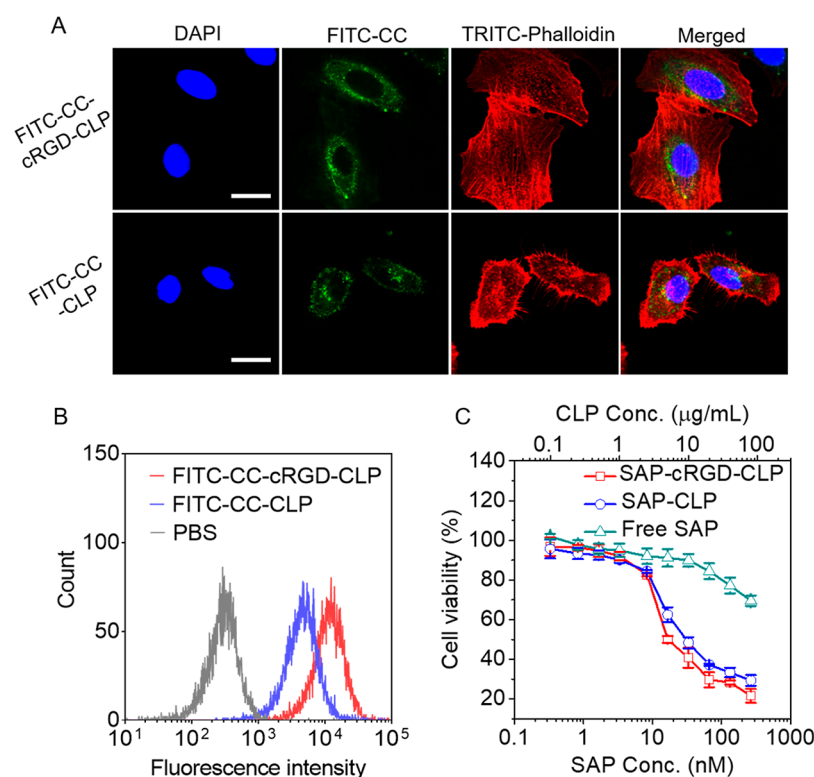 A
DAPI FITC-CC TRITC-Phalloidin Merged
FITC-CC-
cRGD-CLP
FITC-CC
-CLP
B
150
100
50
0
Count
FITC-CC-cRGD-CLP
FITC-CC-CLP
PBS
10¹ 10² 10³ 10⁴ 10⁵
Fluorescence intensity
C
CLP Conc. (μg/mL)
0.1 1 10 100
140
120
100
80
60
40
20
Cell viability (%)
SAP-cRGD-CLP
SAP-CLP
Free SAP
0.1 1 10 100 1000
SAP Conc. (nM)